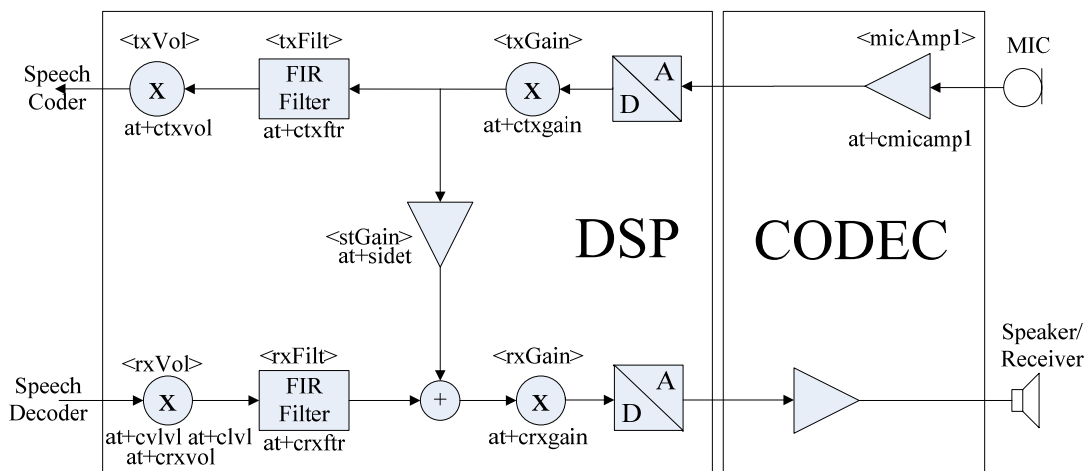 <txVol>
<txFilt>
<txGain>
<micAmp1>
MIC
Speech
Coder
X
FIR
Filter
X
A
D
at+ctxvol
at+ctxftr
at+ctxgain
at+cmicamp1
<stGain>
at+sidet
DSP
CODEC
<rxVol>
<rxFilt>
<rxGain>
Speaker/
Receiver
Speech
Decoder
X
FIR
Filter
+
X
A
D
at+cvlvl at+clvl
at+crxvol
at+crxftr
at+crxgain